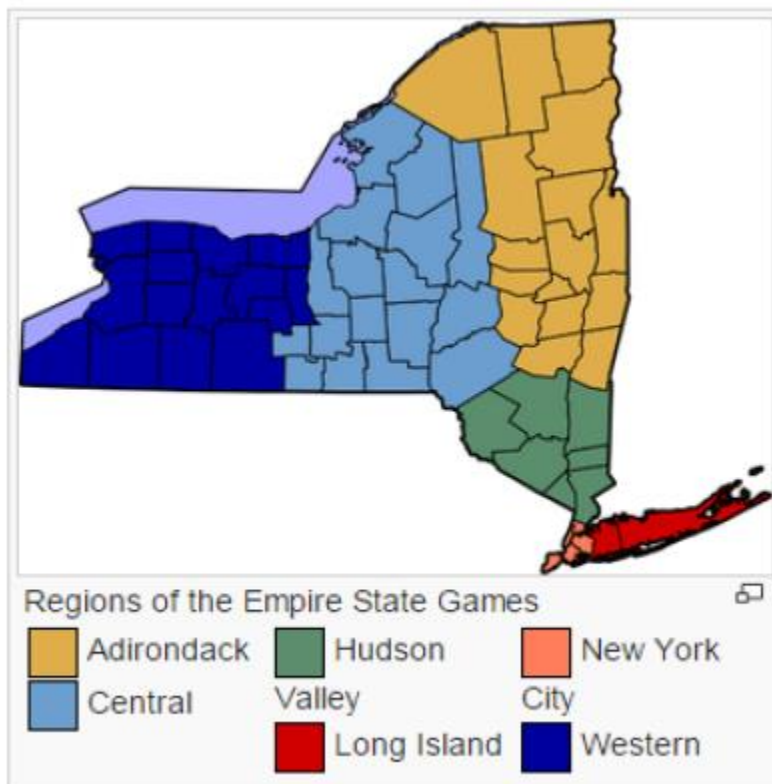 Regions of the Empire State Games
Adirondack
Central
Hudson
Valley
Long Island
New York
City
Western